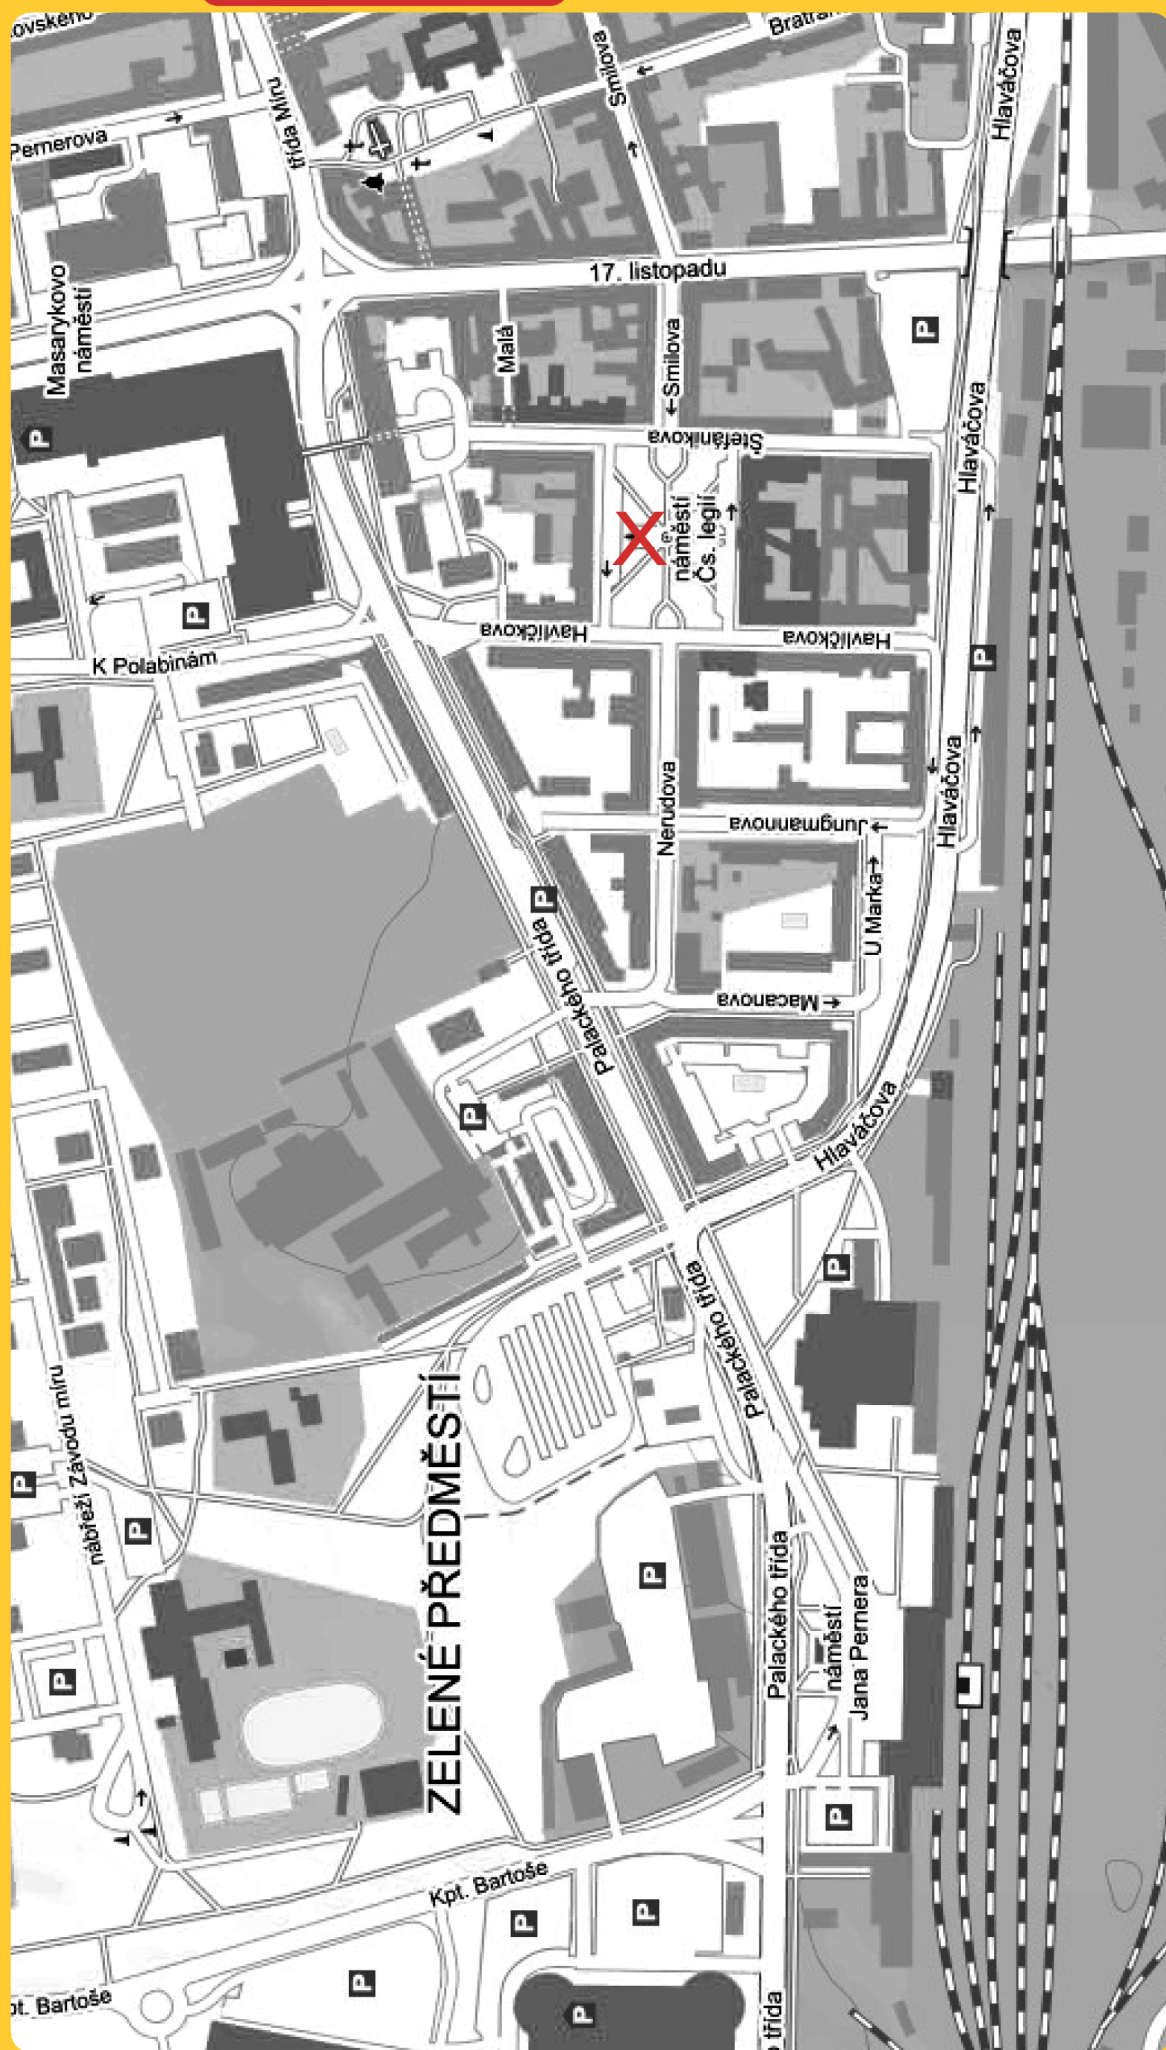 Bratran
Smilova
Hlaváčova
třída Míru
Pernerova
17. listopadu
Masarykovo
náměstí
Malá
Smilova
P
Hlaváčova
P
Štefánikova
náměstí
Čs. legií
P
Havlíčkova
Havlíčkova
K Polabinám
P
Nerudova
Hlaváčova
Jungmannova
P
U Marka
Palackého třída
Macanova
P
Hlaváčova
P
Palackého třída
nábřeží Závodu míru
ZELENÉ PŘEDMĚSTÍ
P
P
P
Palackého třída
náměstí
Jana Pernera
P
P
Kpt. Bartoše
P
P
P
pt. Bartoše
P
třída